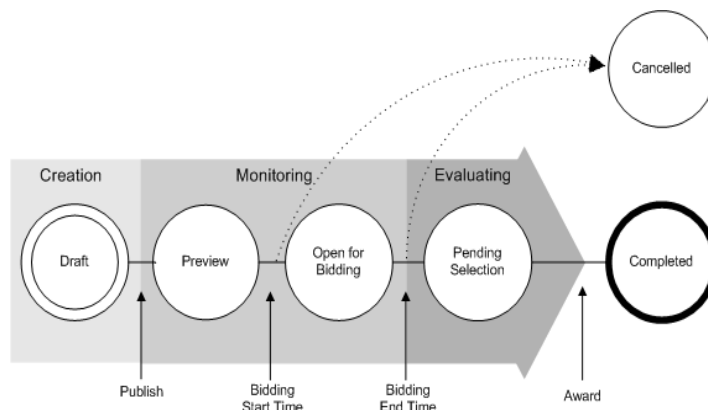 Cancelled
Creation
Monitoring
Evaluating
Draft
Preview
Open for
Bidding
Pending
Selection
Completed
Publish
Bidding
Start Time
Bidding
End Time
Award